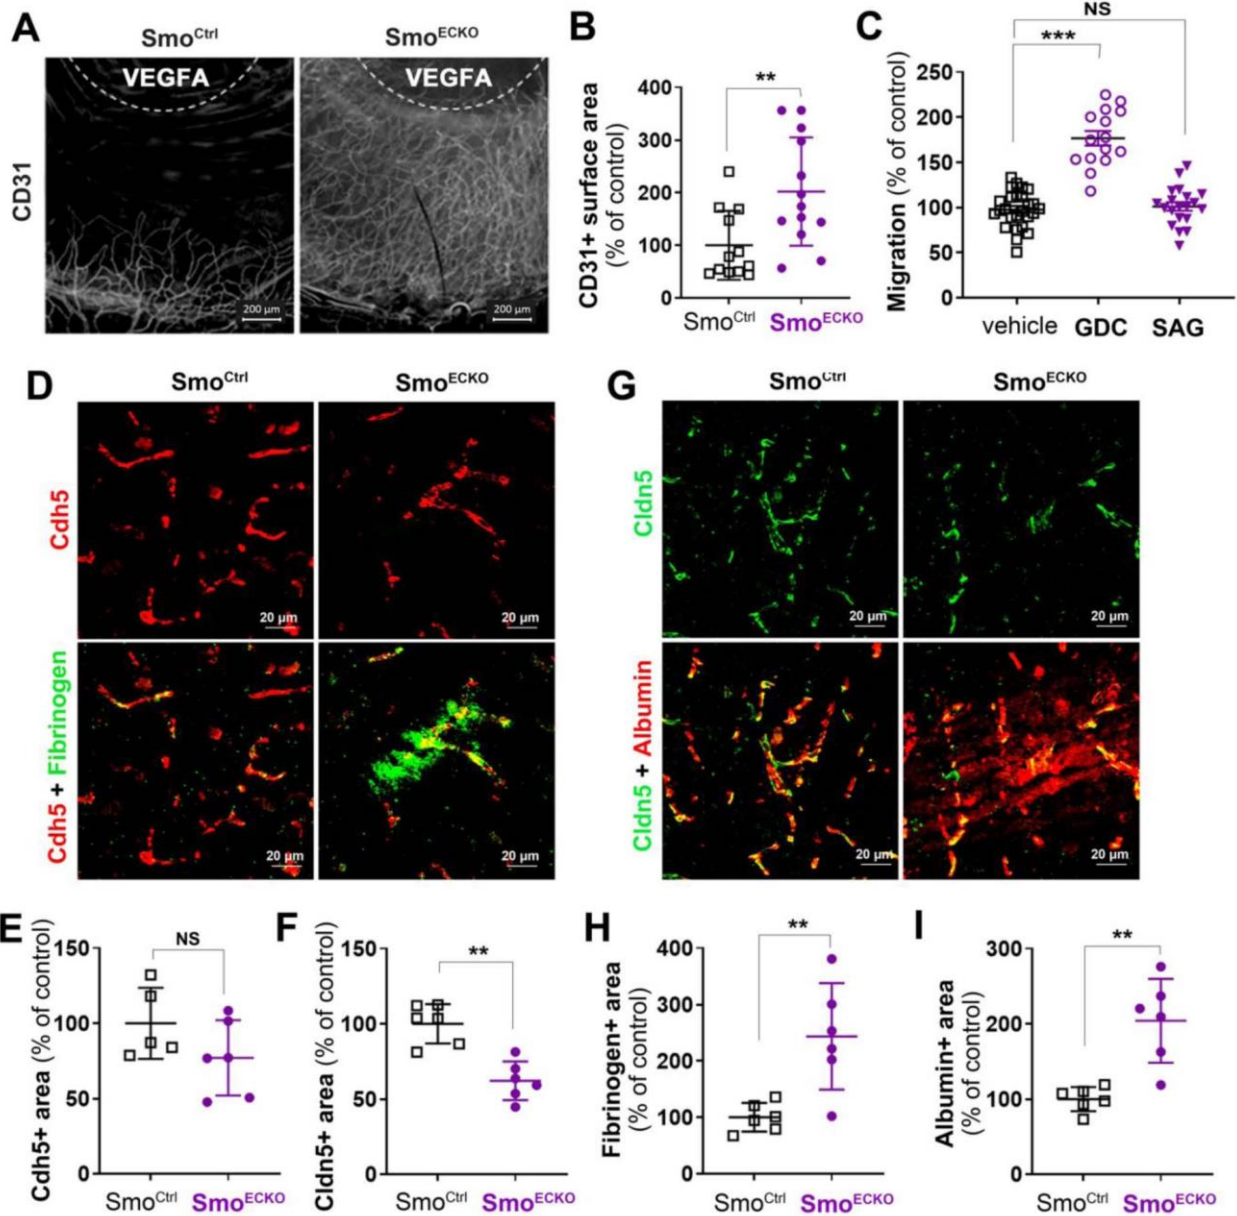 A
Smo^Ctrl
Smo^ECKO
CD31
VEGFA
VEGFA
200 µm
200 µm
B
CD31+ surface area
(% of control)
400
300
200
100
0
**
Smo^Ctrl
Smo^ECKO
C
Migration (% of control)
250
200
150
100
50
0
NS
***
vehicle
GDC
SAG
D
Smo^Ctrl
Smo^ECKO
Cdh5
20 µm
20 µm
Cdh5 + Fibrinogen
20 µm
20 µm
G
Smo^Ctrl
Smo^ECKO
Cldn5
20 µm
20 µm
Cldn5 + Albumin
20 µm
20 µm
E
Cdh5+ area (% of control)
150
100
50
0
NS
Smo^Ctrl
Smo^ECKO
F
Cldn5+ area (% of control)
150
100
50
0
**
Smo^Ctrl
Smo^ECKO
H
Fibrinogen+ area
(% of control)
400
300
200
100
0
**
Smo^Ctrl
Smo^ECKO
I
Albumin+ area
(% of control)
300
200
100
0
**
Smo^Ctrl
Smo^ECKO